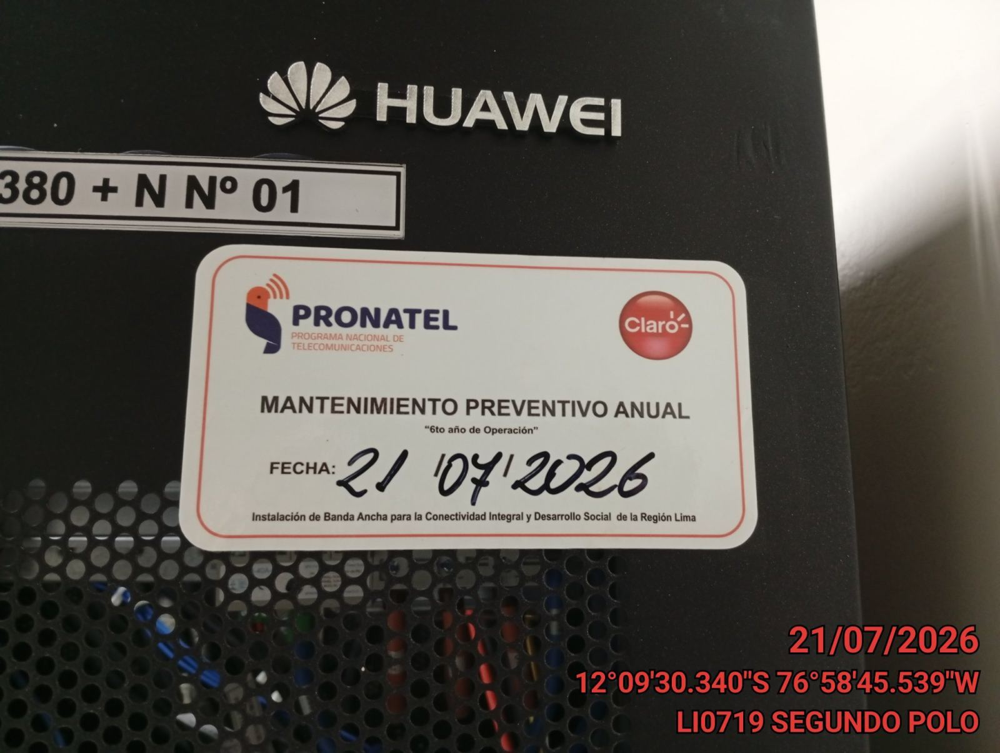 HUAWEI
380 + N Nº 01
PRONATEL
PROGRAMA NACIONAL DE
TELECOMUNICACIONES
Claro
MANTENIMIENTO PREVENTIVO ANUAL
“6to año de Operación”
FECHA: 21/07/2026
Instalación de Banda Ancha para la Conectividad Integral y Desarrollo Social de la Región Lima
21/07/2026
12°09'30.340"S 76°58'45.539"W
LI0719 SEGUNDO POLO